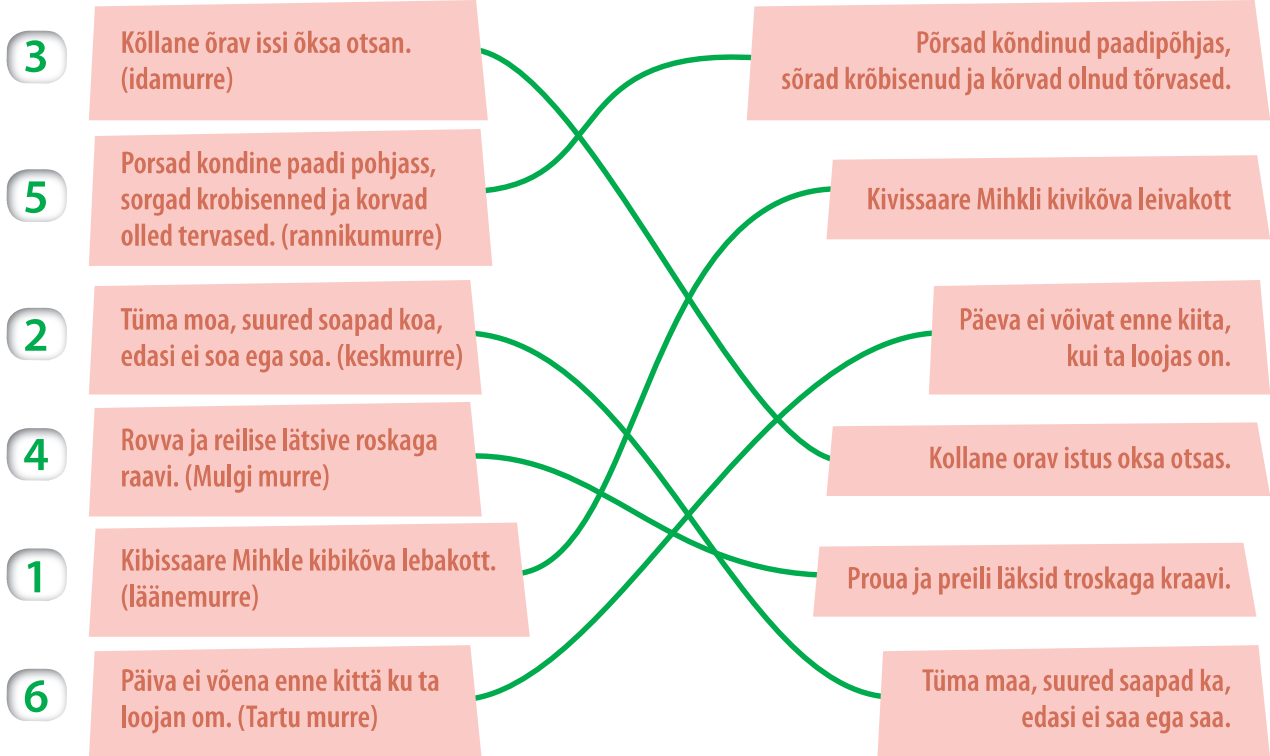 3
Kõllane õrav issi õksa otsan.
(idamurre)
Põrsad kõndinud paadipõhjas,
sõrad krõbisenud ja kõrvad olnud tõrvased.
5
Porsad kondine paadi pohjass,
sorgad krobisenned ja korvad
olled tervased. (rannikumurre)
Kivissaare Mihkli kivikõva leivakott
2
Tüma moa, suured soapad koa,
edasi ei soa ega soa. (keskmurre)
Päeva ei võivat enne kiita,
kui ta loojas on.
4
Rovva ja reilise lätsive roskaga
raavi. (Mulgi murre)
Kollane orav istus oksa otsas.
1
Kibissaare Mihkle kibikõva lebakott.
(läänemurre)
Proua ja preili läksid troskaga kraavi.
6
Päiva ei võena enne kittä ku ta
loojan om. (Tartu murre)
Tüma maa, suured saapad ka,
edasi ei saa ega saa.